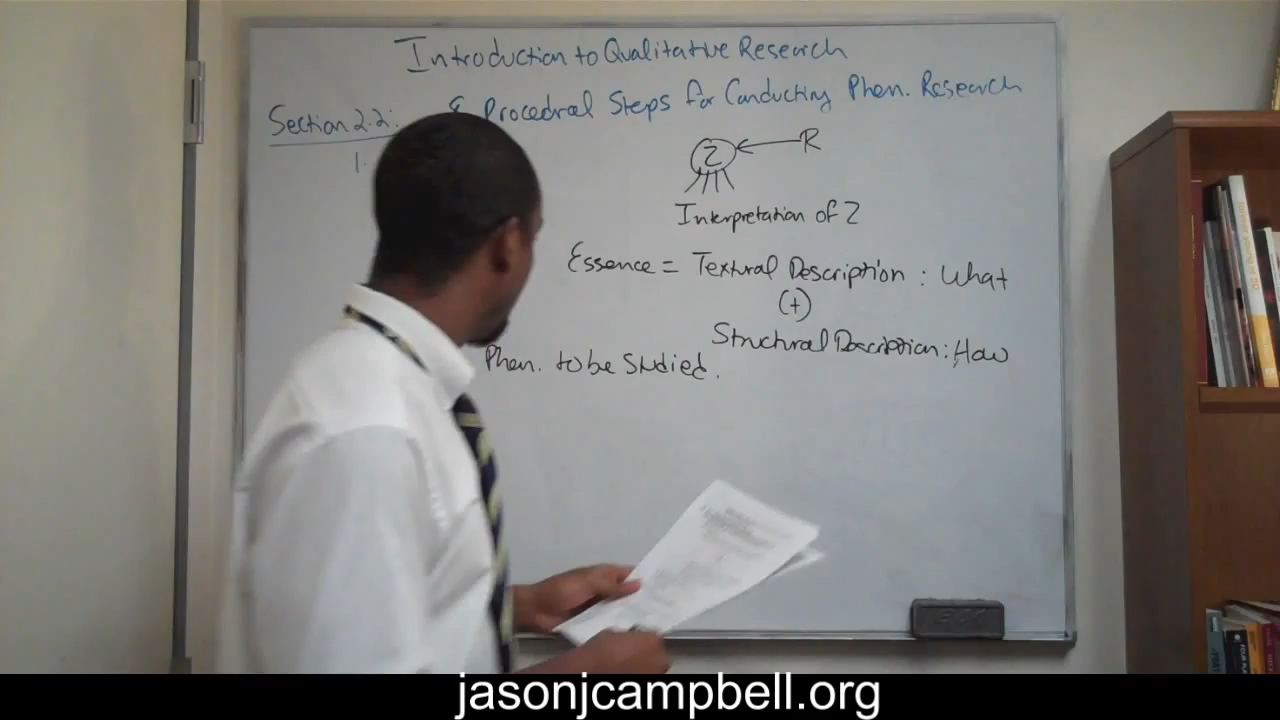 Introduction to Qualitative Research
Section 2.2: & Procedral Steps for Conducting Phen. Research
1.
Z R
Interpretation of Z
Essence = Textural Description : What
(+)
Structural Description : How
Phen. to be Studied.
jasonjcampbell.org